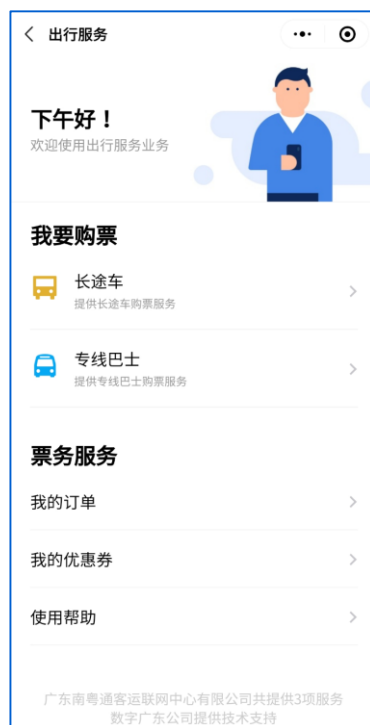 出行服务
下午好！
欢迎使用出行服务业务
我要购票
长途车
提供长途车购票服务
专线巴士
提供专线巴士购票服务
票务服务
我的订单
我的优惠券
使用帮助
广东南粤通客运联网中心有限公司共提供3项服务
数字广东公司提供技术支持